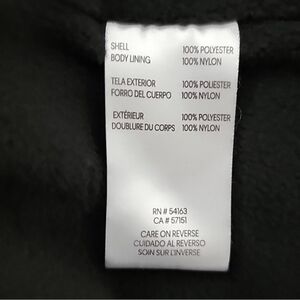 SHELL 100% POLYESTER
BODY LINING 100% NYLON
TELA EXTERIOR 100% POLIESTER
FORRO DEL CUERPO 100% NYLON
EXTÉRIEUR 100% POLYESTER
DOUBLURE DU CORPS 100% NYLON
RN # 54163
CA # 57151
CARE ON REVERSE
CUIDADO AL REVERSO
SOIN SUR L'INVERSE